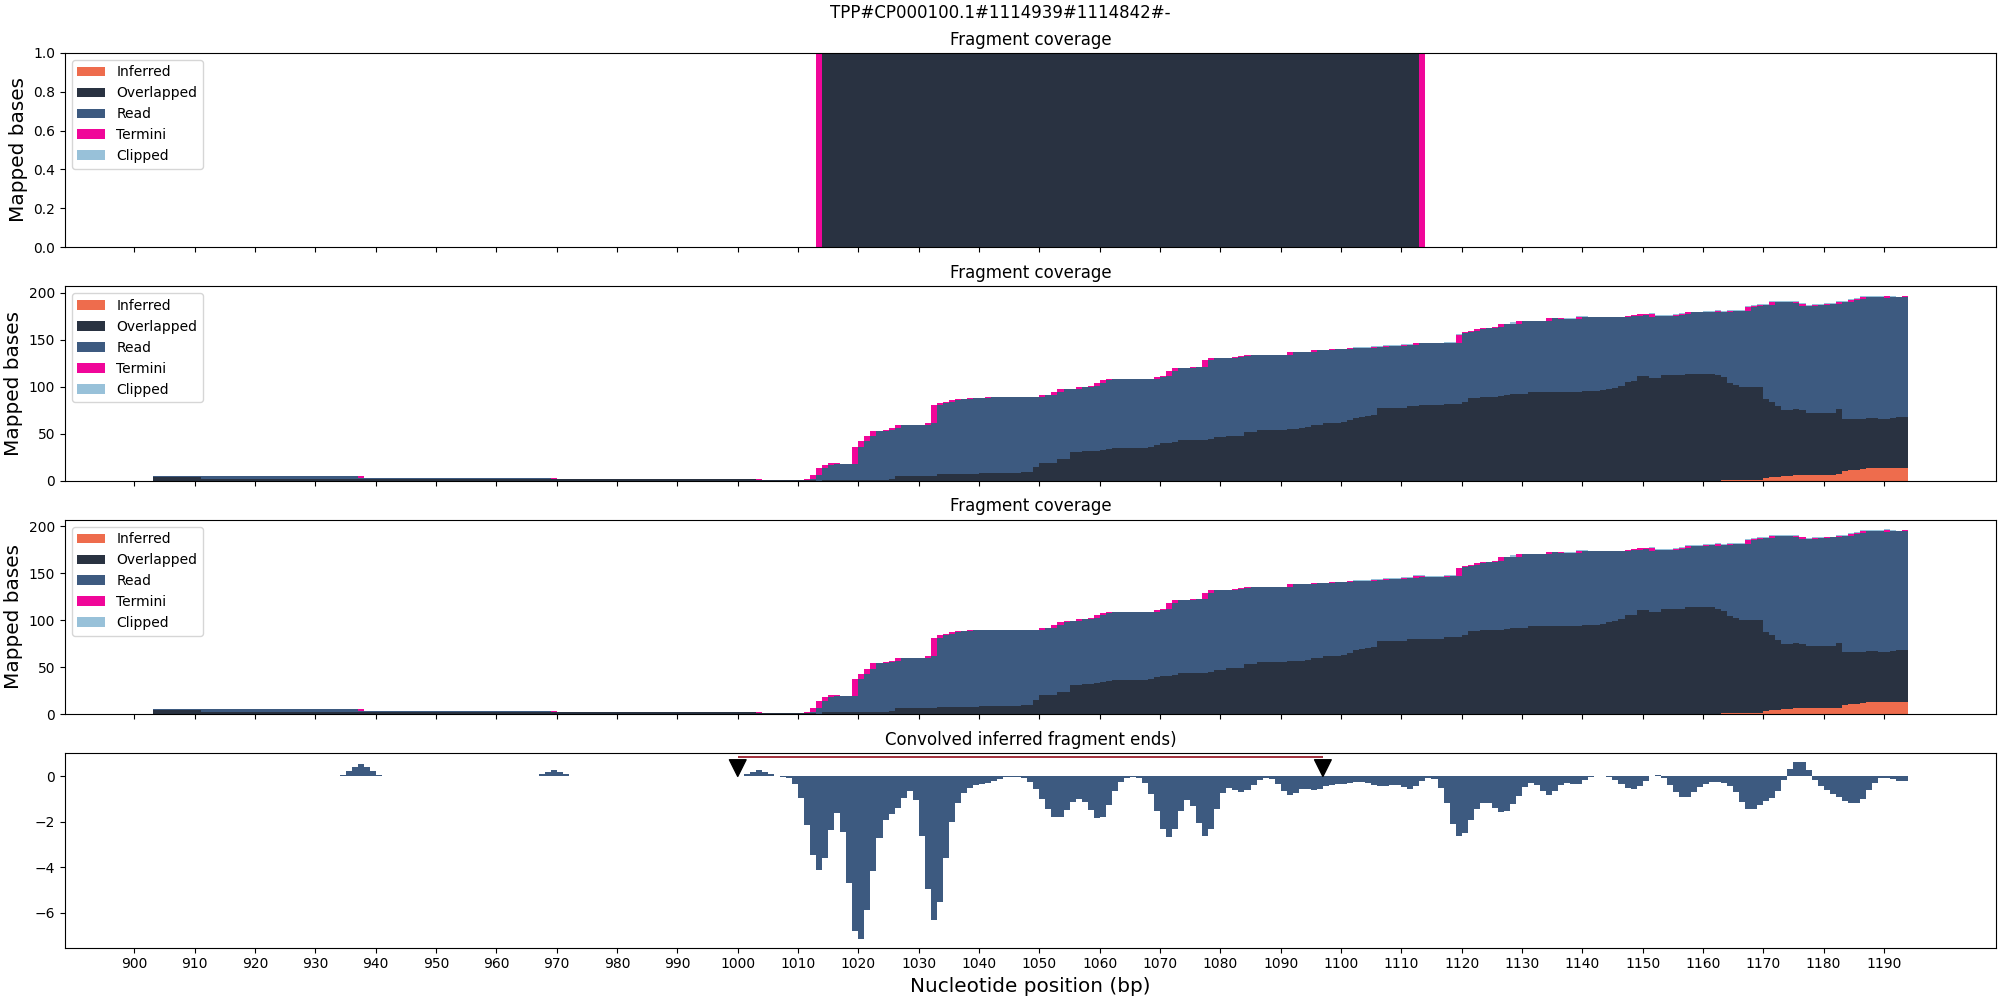 TPP#CP000100.1#1114939#1114842#-
Fragment coverage
Mapped bases
1.0
0.8
0.6
0.4
0.2
0.0
Inferred
Overlapped
Read
Termini
Clipped
Fragment coverage
Mapped bases
200
150
100
50
0
Inferred
Overlapped
Read
Termini
Clipped
Fragment coverage
Mapped bases
200
150
100
50
0
Inferred
Overlapped
Read
Termini
Clipped
Convolved inferred fragment ends)
0
−2
−4
−6
900 910 920 930 940 950 960 970 980 990 1000 1010 1020 1030 1040 1050 1060 1070 1080 1090 1100 1110 1120 1130 1140 1150 1160 1170 1180 1190
Nucleotide position (bp)